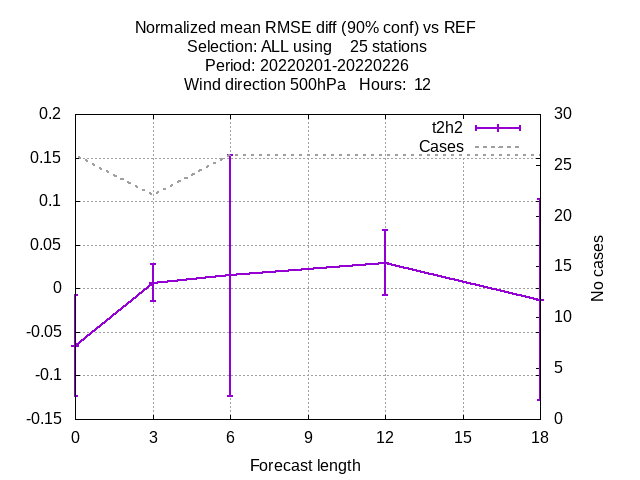 Normalized mean RMSE diff (90% conf) vs REF
Selection: ALL using    25 stations
Period: 20220201-20220226
Wind direction 500hPa   Hours:  12
t2h2
Cases
0.2
0.15
0.1
0.05
0
-0.05
-0.1
-0.15
30
25
20
15
10
5
0
No cases
0 3 6 9 12 15 18
Forecast length